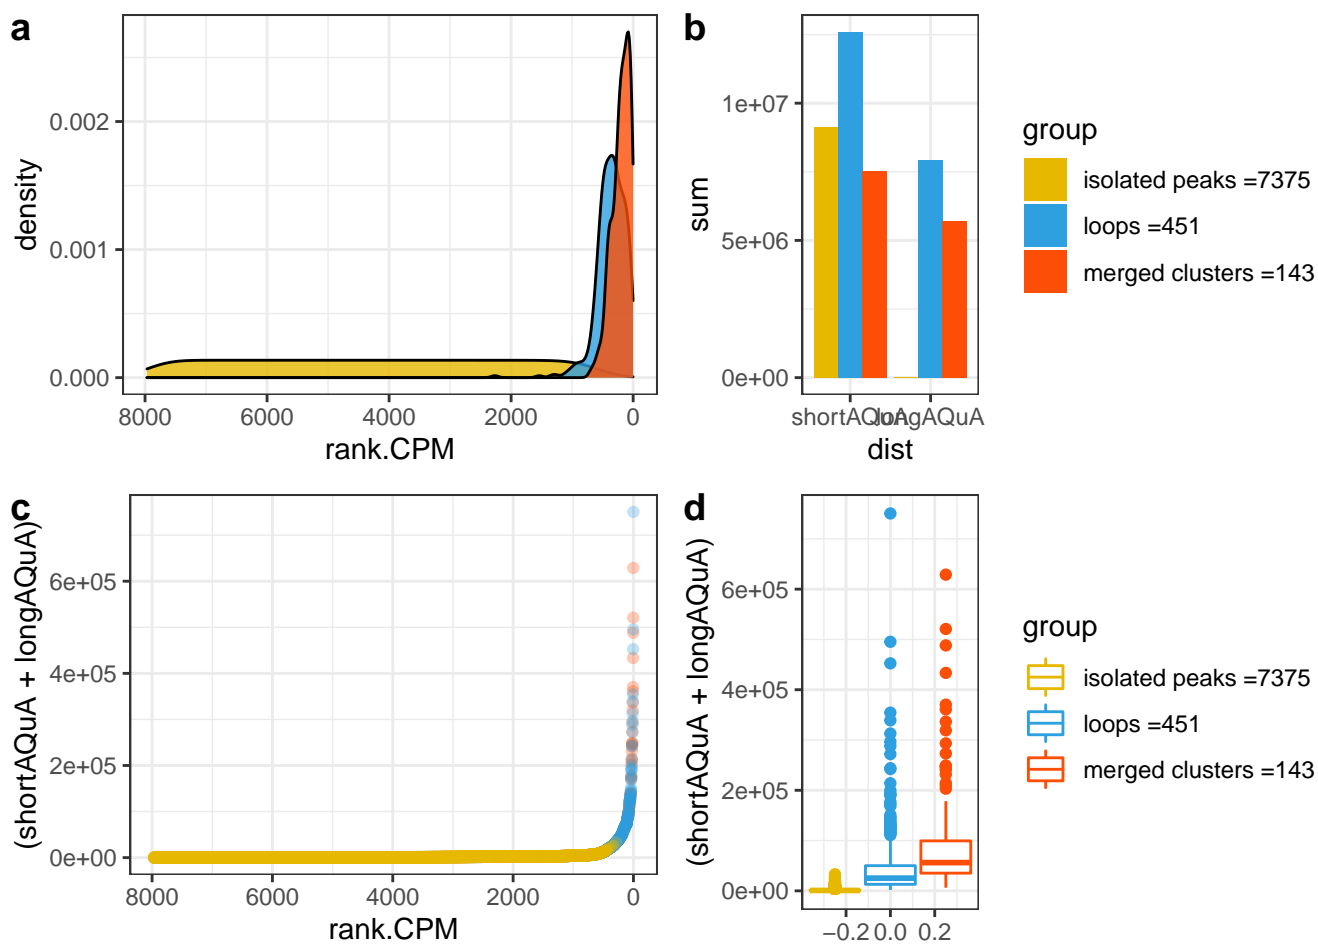 a
density
0.002
0.001
0.000
8000 6000 4000 2000 0
rank.CPM
b
sum
1e+07
5e+06
0e+00
shortAQuA longAQuA
dist
group
isolated peaks =7375
loops =451
merged clusters =143
c
(shortAQuA + longAQuA)
6e+05
4e+05
2e+05
0e+00
8000 6000 4000 2000 0
rank.CPM
d
(shortAQuA + longAQuA)
6e+05
4e+05
2e+05
0e+00
−0.2 0.0 0.2
group
isolated peaks =7375
loops =451
merged clusters =143